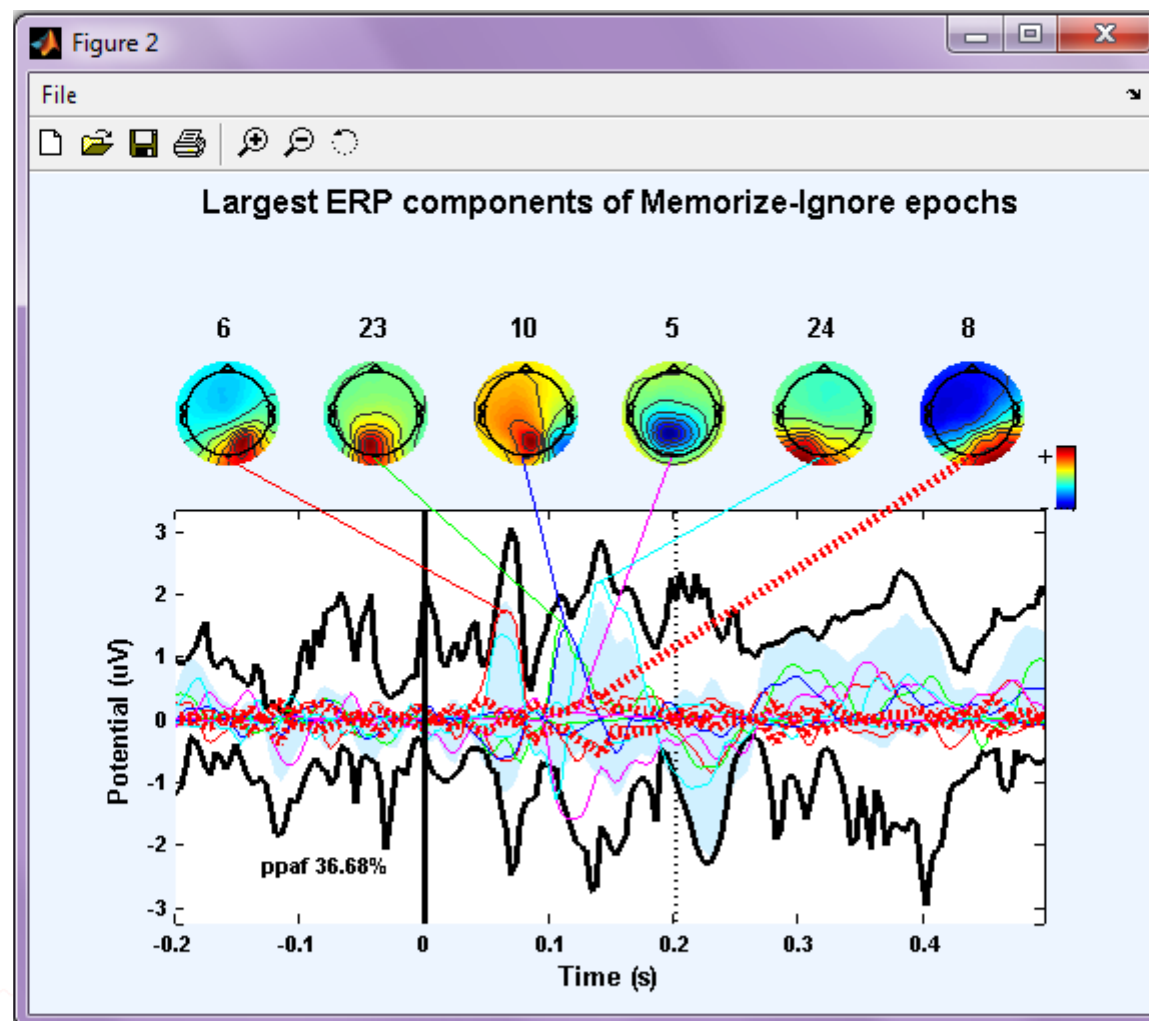 Figure 2
File
Largest ERP components of Memorize-Ignore epochs
6 23 10 5 24 8
+
-
3
2
1
0
-1
-2
-3
Potential (uV)
ppaf 36.68%
-0.2 -0.1 0 0.1 0.2 0.3 0.4
Time (s)